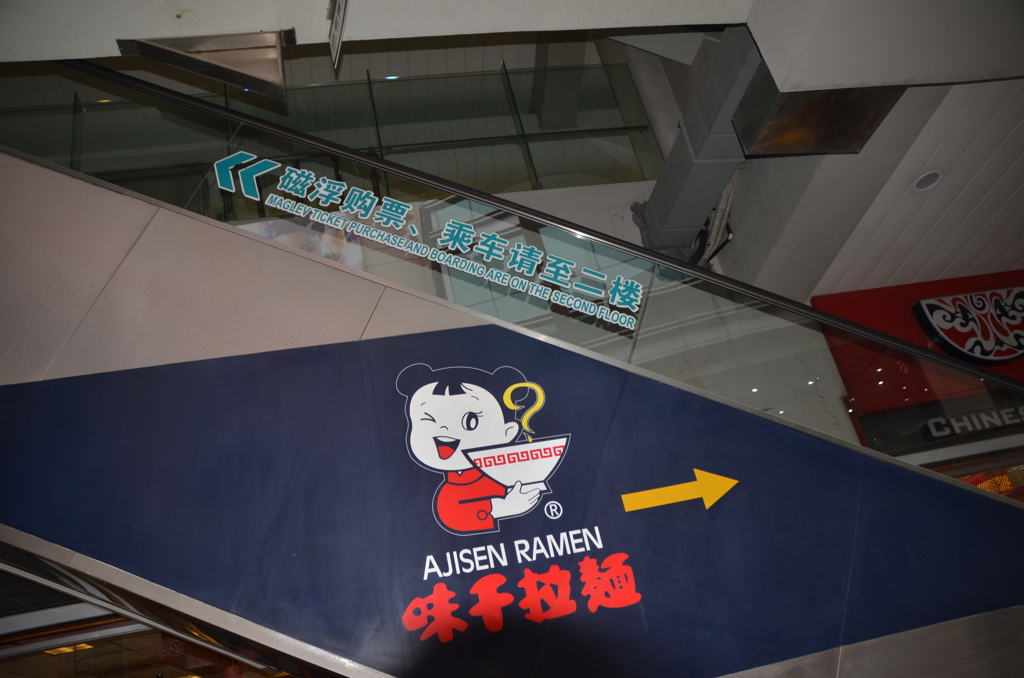 磁浮购票、乘车请至二楼
MAGLEV TICKET PURCHASE AND BOARDING ARE ON THE SECOND FLOOR
CHINES
®
AJISEN RAMEN
味千拉麵